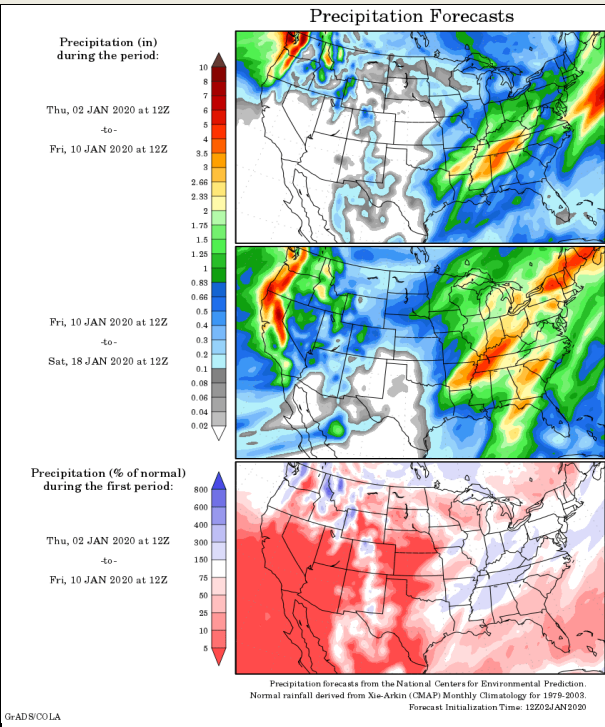 Precipitation Forecasts
Precipitation (in)
during the period:
Thu, 02 JAN 2020 at 12Z
-to-
Fri, 10 JAN 2020 at 12Z
10
8
7
6
5
4
3.5
3
2.66
2.33
2
1.75
1.5
1.25
1
0.83
0.66
0.5
0.4
0.3
0.2
0.1
0.08
0.06
0.04
0.02
Fri, 10 JAN 2020 at 12Z
-to-
Sat, 18 JAN 2020 at 12Z
Precipitation (% of normal)
during the first period:
Thu, 02 JAN 2020 at 12Z
-to-
Fri, 10 JAN 2020 at 12Z
800
600
400
300
150
75
50
25
10
5
Precipitation forecasts from the National Centers for Environmental Prediction.
Normal rainfall derived from Xie-Arkin (CMAP) Monthly Climatology for 1979-2003.
Forecast Initialization Time: 12Z02JAN2020
GrADS/COLA